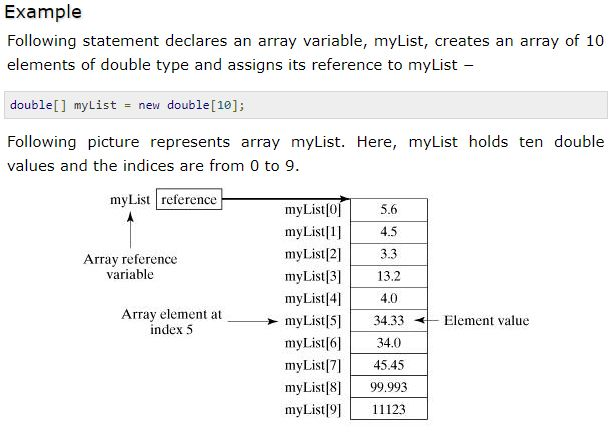 Example
Following statement declares an array variable, myList, creates an array of 10
elements of double type and assigns its reference to myList −
double[] myList = new double[10];
Following picture represents array myList. Here, myList holds ten double
values and the indices are from 0 to 9.
myList reference
myList[0] 5.6
myList[1] 4.5
myList[2] 3.3
Array reference
variable
myList[3] 13.2
myList[4] 4.0
Array element at
index 5
myList[5] 34.33 Element value
myList[6] 34.0
myList[7] 45.45
myList[8] 99.993
myList[9] 11123